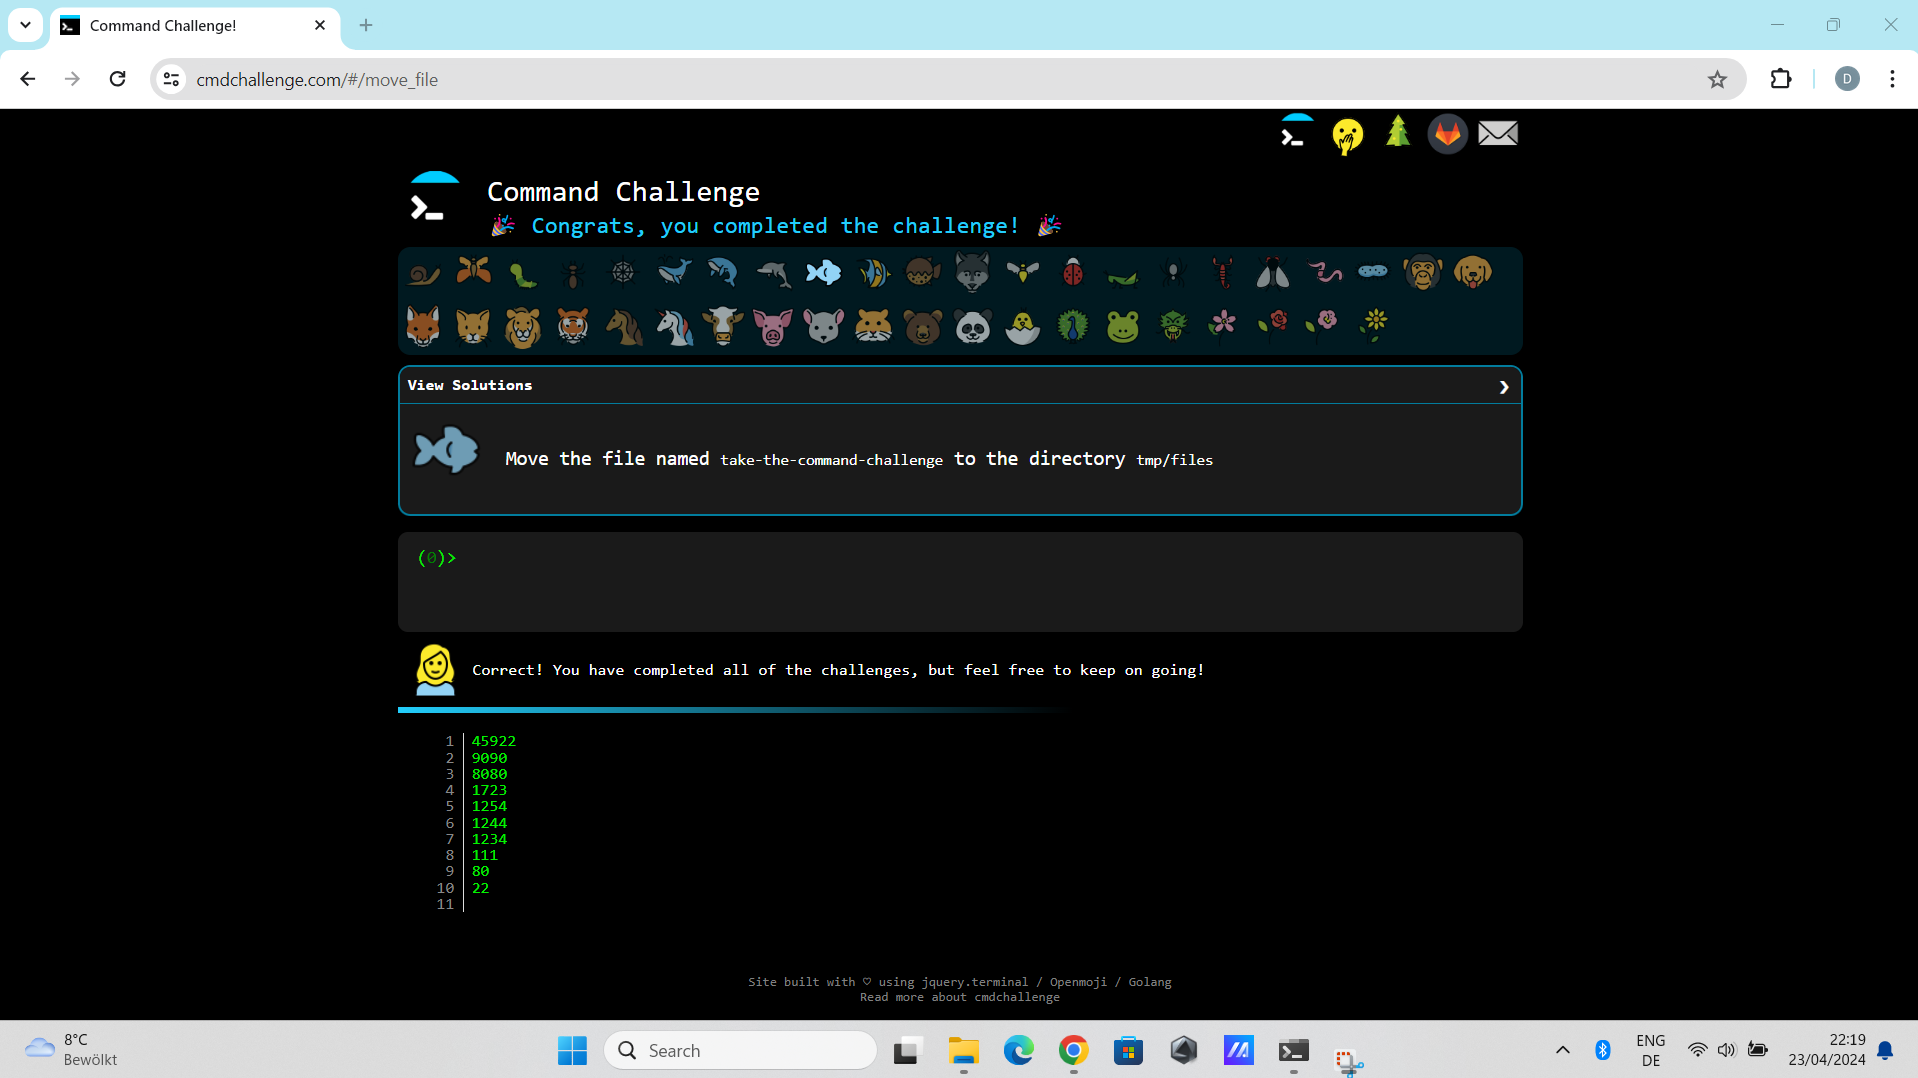 Command Challenge!
cmdchallenge.com/#/move_file
D
Command Challenge
Congrats, you completed the challenge!
View Solutions
Move the file named take-the-command-challenge to the directory tmp/files
(0)>
Correct! You have completed all of the challenges, but feel free to keep on going!
1 45922
2 9090
3 8080
4 1723
5 1254
6 1244
7 1234
8 111
9 80
10 22
11
Site built with ♡ using jquery.terminal / Openmoji / Golang
Read more about cmdchallenge
8°C
Bewölkt
Search
ENG
DE
22:19
23/04/2024